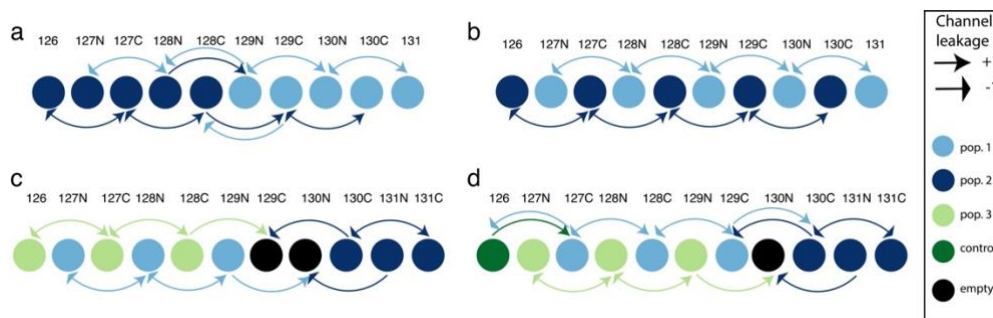 a
126 127N 127C 128N 128C 129N 129C 130N 130C 131
b
126 127N 127C 128N 128C 129N 129C 130N 130C 131
c
126 127N 127C 128N 128C 129N 129C 130N 130C 131N 131C
d
126 127N 127C 128N 128C 129N 129C 130N 130C 131N 131C
Channel
leakage
+
-
pop. 1
pop. 2
pop. 3
contro
empty